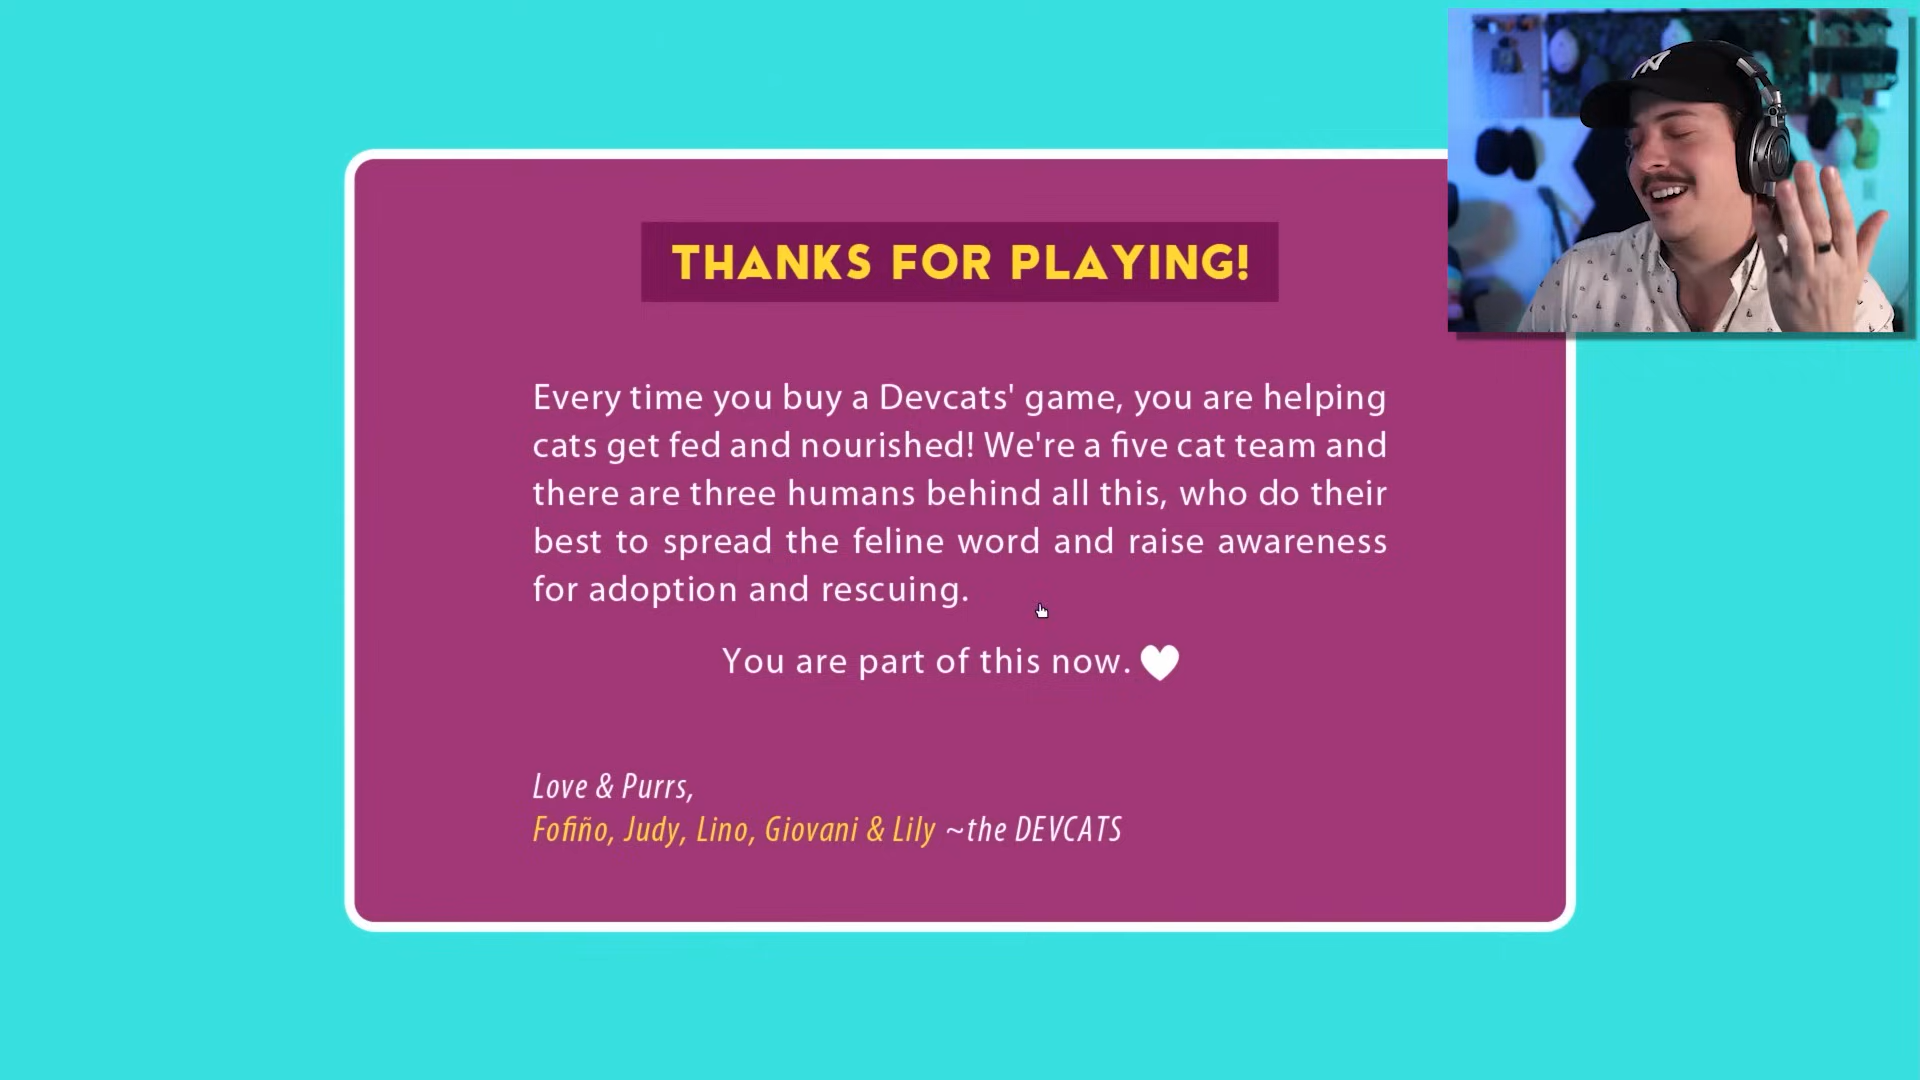 THANKS FOR PLAYING!
Every time you buy a Devcats' game, you are helping
cats get fed and nourished! We're a five cat team and
there are three humans behind all this, who do their
best to spread the feline word and raise awareness
for adoption and rescuing.
You are part of this now.
Love & Purrs,
Fofiño, Judy, Lino, Giovani & Lily ~the DEVCATS